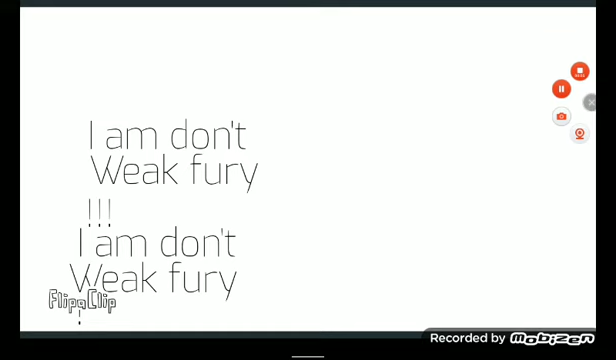 I am don't
Weak fury
!!!
I am don't
Weak fury
FlipaClip
!
Recorded by MOBIZEN